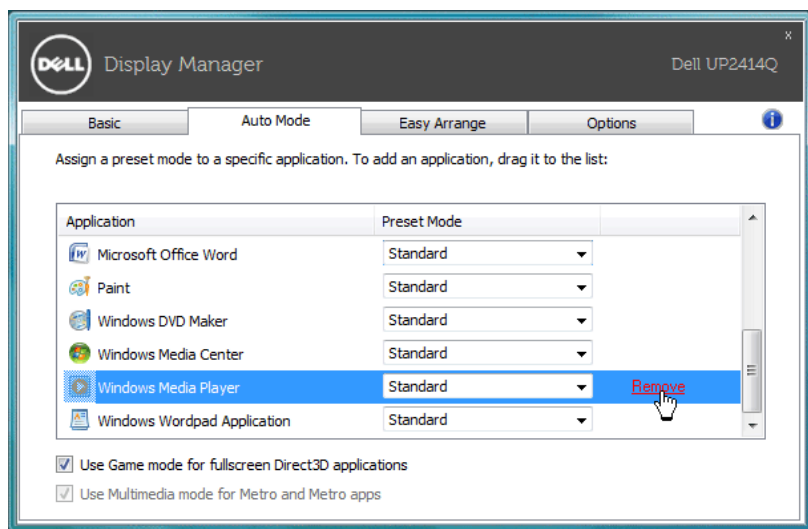 x
DELL Display Manager Dell UP2414Q
Basic Auto Mode Easy Arrange Options i
Assign a preset mode to a specific application. To add an application, drag it to the list:
Application Preset Mode
Microsoft Office Word Standard
Paint Standard
Windows DVD Maker Standard
Windows Media Center Standard
Windows Media Player Standard Remove
Windows Wordpad Application Standard
Use Game mode for fullscreen Direct3D applications
Use Multimedia mode for Metro and Metro apps